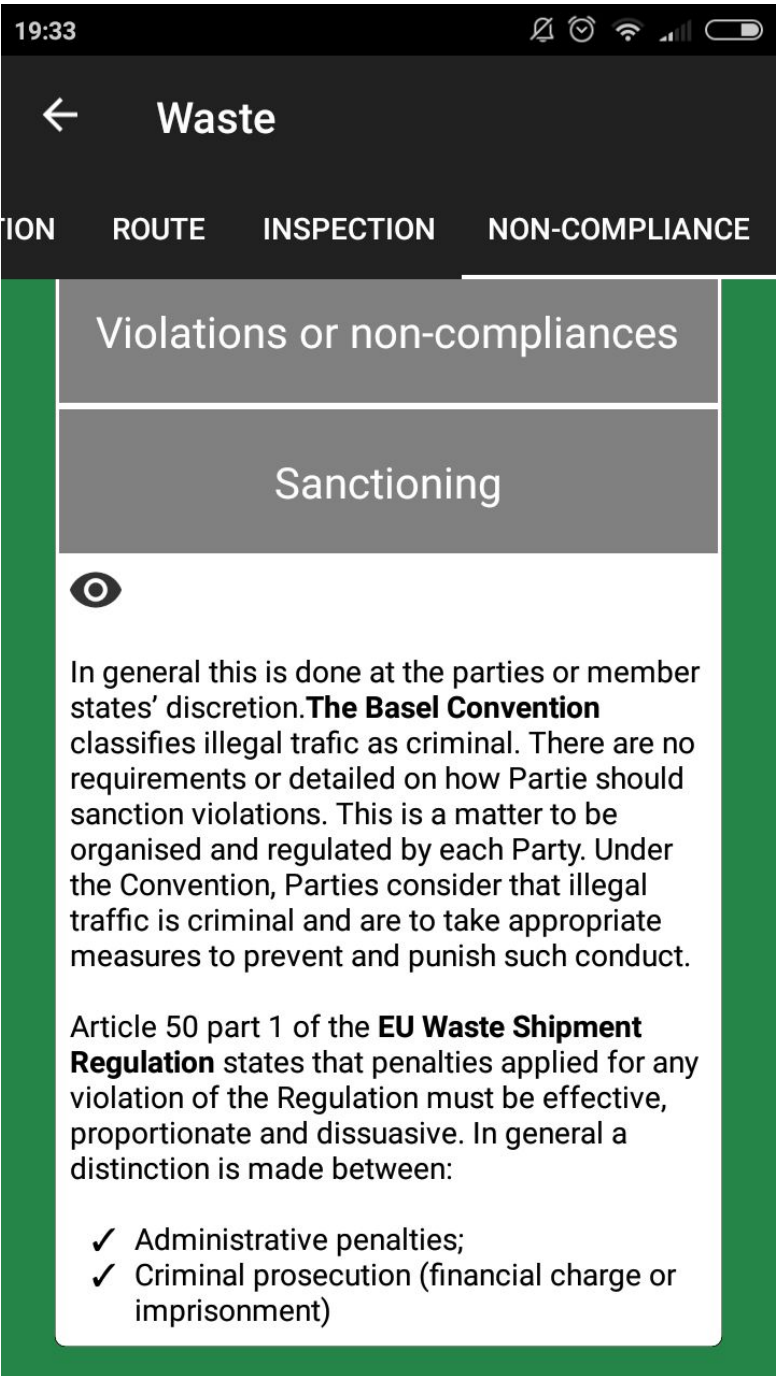 19:33
Waste
TION ROUTE INSPECTION NON-COMPLIANCE
Violations or non-compliances
Sanctioning
In general this is done at the parties or member
states’ discretion.The Basel Convention
classifies illegal trafic as criminal. There are no
requirements or detailed on how Partie should
sanction violations. This is a matter to be
organised and regulated by each Party. Under
the Convention, Parties consider that illegal
traffic is criminal and are to take appropriate
measures to prevent and punish such conduct.
Article 50 part 1 of the EU Waste Shipment
Regulation states that penalties applied for any
violation of the Regulation must be effective,
proportionate and dissuasive. In general a
distinction is made between:
✓ Administrative penalties;
✓ Criminal prosecution (financial charge or
imprisonment)